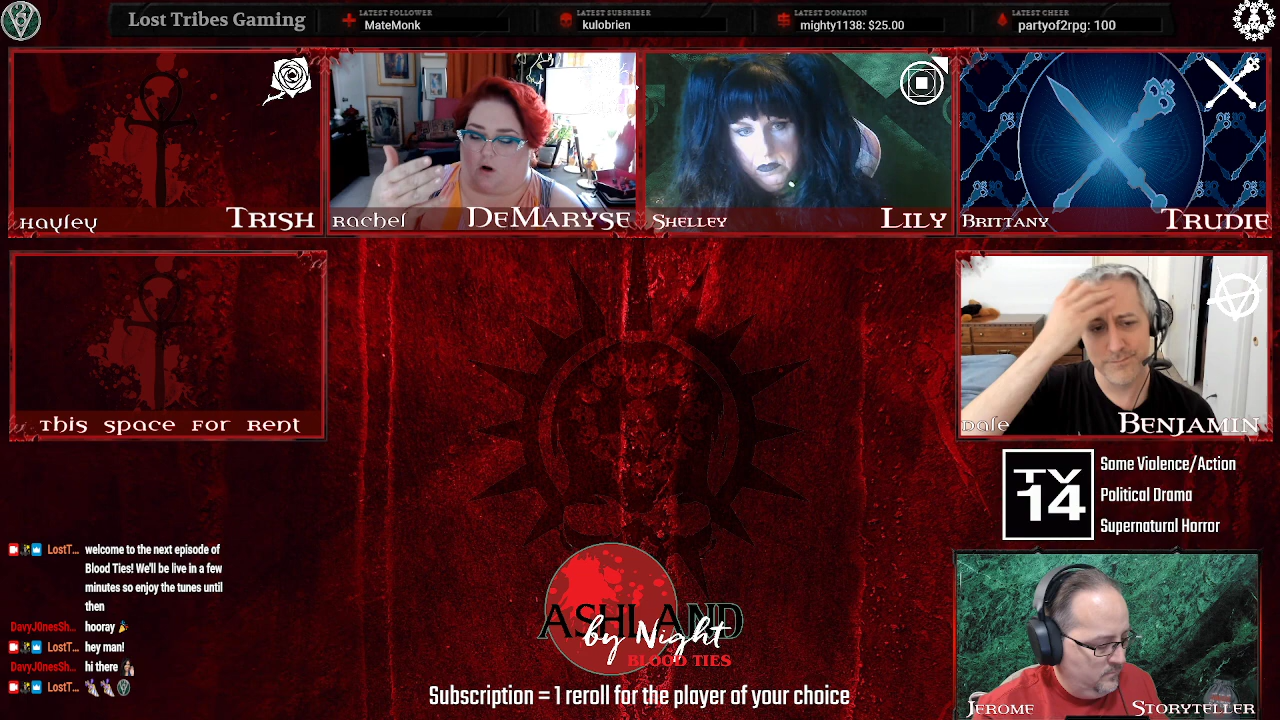 Lost Tribes Gaming
LATEST FOLLOWER
MateMonk
LATEST SUBSRIBER
kulobrien
LATEST DONATION
mighty1138: $25.00
LATEST CHEER
partyof2rpg: 100
Hayley TRISH
Rachel DEMARYSE
SHELLEY LILY
BRITTANY TRUDIE
This space for rent
Dale BENJAMIN
TV
14
Some Violence/Action
Political Drama
Supernatural Horror
LostT... welcome to the next episode of
Blood Ties! We'll be live in a few
minutes so enjoy the tunes until
then
DavyJ0nesSh... hooray
LostT... hey man!
DavyJ0nesSh... hi there
LostT...
ASHLAND
by Night
BLOOD TIES
Subscription = 1 reroll for the player of your choice
JEROME STORYTELLER